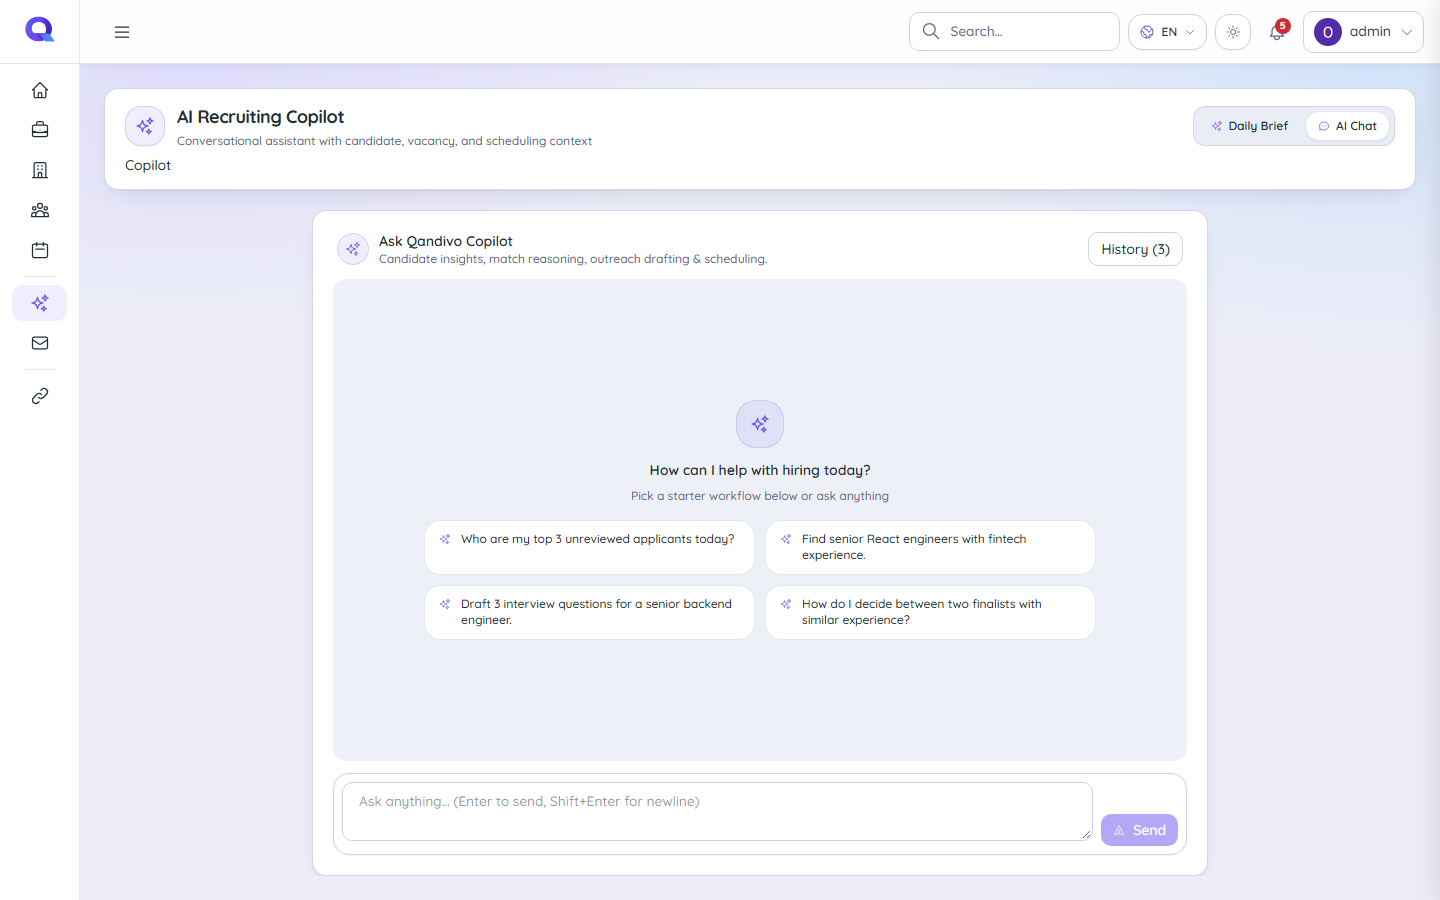 Search...
EN
5
O
admin
AI Recruiting Copilot
Conversational assistant with candidate, vacancy, and scheduling context
Copilot
Daily Brief
AI Chat
Ask Qandivo Copilot
Candidate insights, match reasoning, outreach drafting & scheduling.
History (3)
How can I help with hiring today?
Pick a starter workflow below or ask anything
Who are my top 3 unreviewed applicants today?
Find senior React engineers with fintech
experience.
Draft 3 interview questions for a senior backend
engineer.
How do I decide between two finalists with
similar experience?
Ask anything... (Enter to send, Shift+Enter for newline)
Send